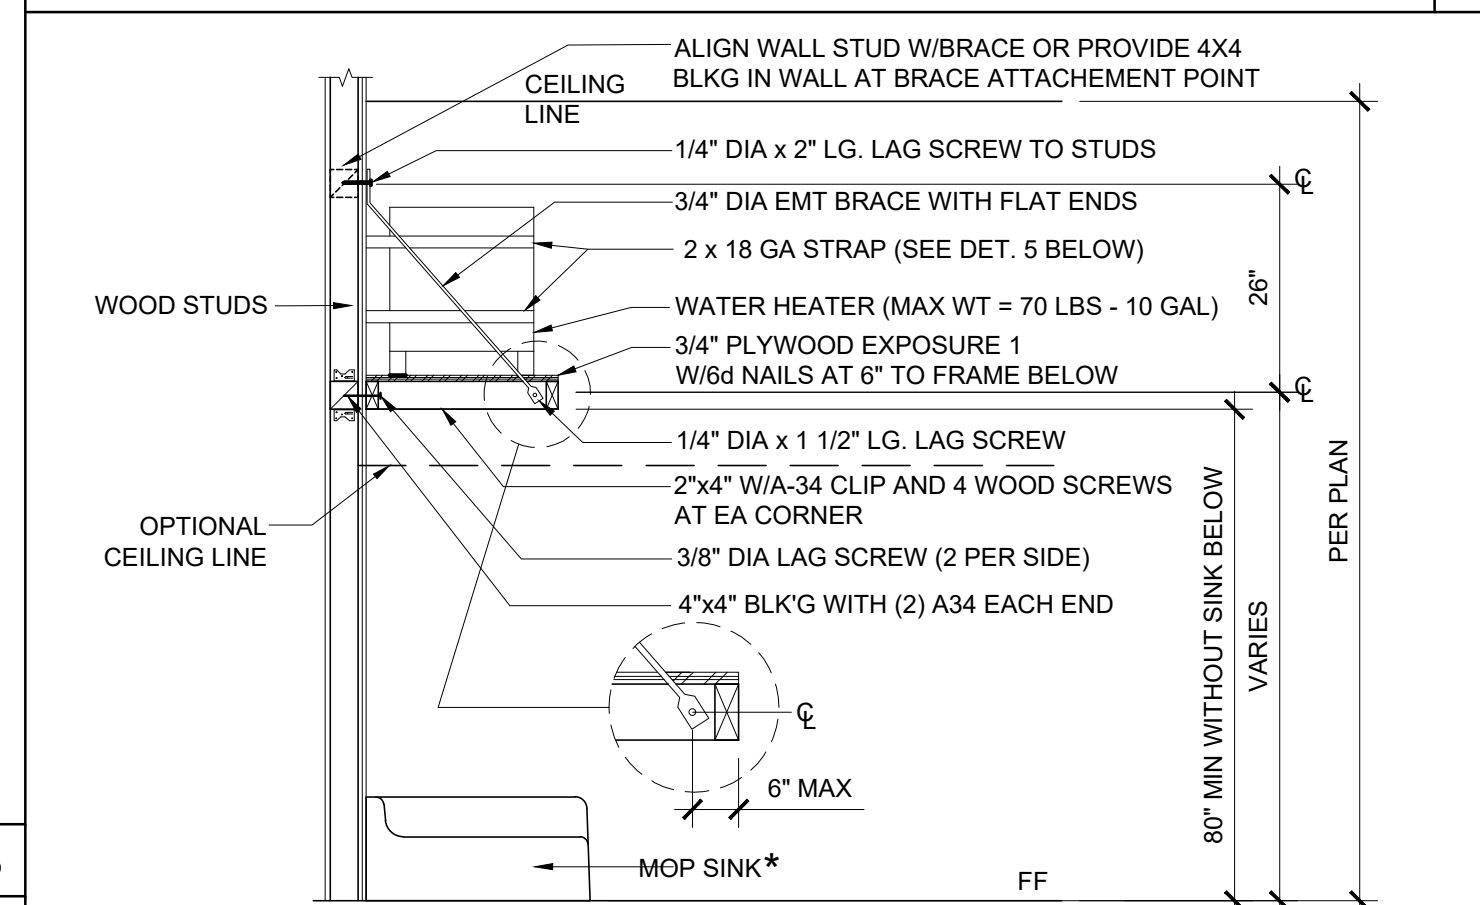 ALIGN WALL STUD W/BRACE OR PROVIDE 4X4
BLKG IN WALL AT BRACE ATTACHEMENT POINT
CEILING
LINE
1/4" DIA x 2" LG. LAG SCREW TO STUDS
3/4" DIA EMT BRACE WITH FLAT ENDS
2 x 18 GA STRAP (SEE DET. 5 BELOW)
WOOD STUDS
WATER HEATER (MAX WT = 70 LBS - 10 GAL)
3/4" PLYWOOD EXPOSURE 1
W/6d NAILS AT 6" TO FRAME BELOW
1/4" DIA x 1 1/2" LG. LAG SCREW
2"x4" W/A-34 CLIP AND 4 WOOD SCREWS
AT EA CORNER
OPTIONAL
CEILING LINE
3/8" DIA LAG SCREW (2 PER SIDE)
4"x4" BLK'G WITH (2) A34 EACH END
℄
℄
26"
PER PLAN
80" MIN WITHOUT SINK BELOW
VARIES
℄
6" MAX
MOP SINK*
FF